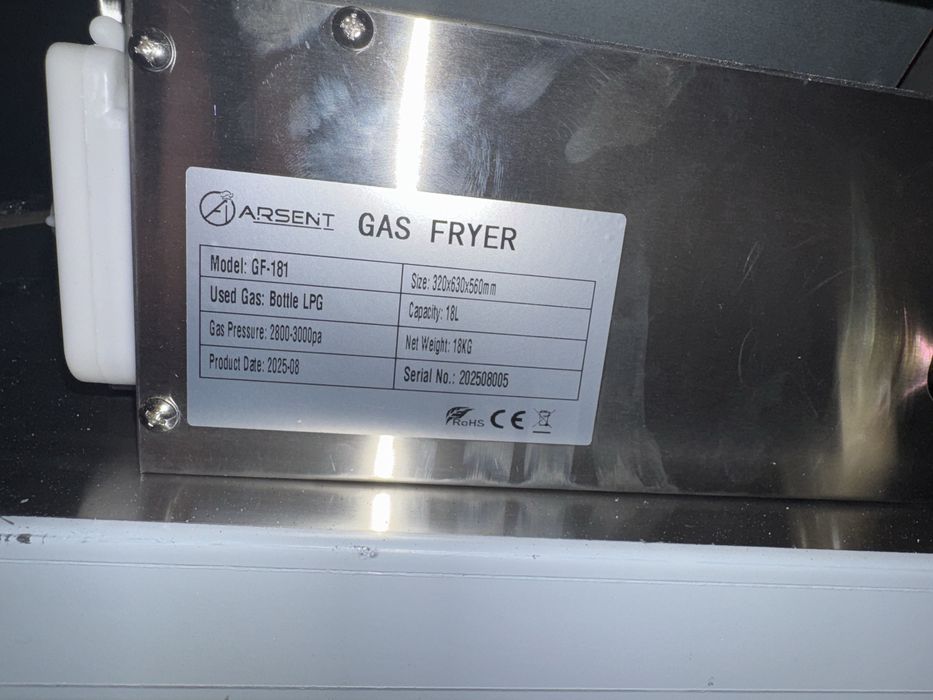 ARSENT GAS FRYER
Model: GF-181
Size: 320x630x560mm
Used Gas: Bottle LPG
Capacity: 18L
Gas Pressure: 2800-3000pa
Net Weight: 18KG
Product Date: 2025-08
Serial No.: 202508005
RoHS CE